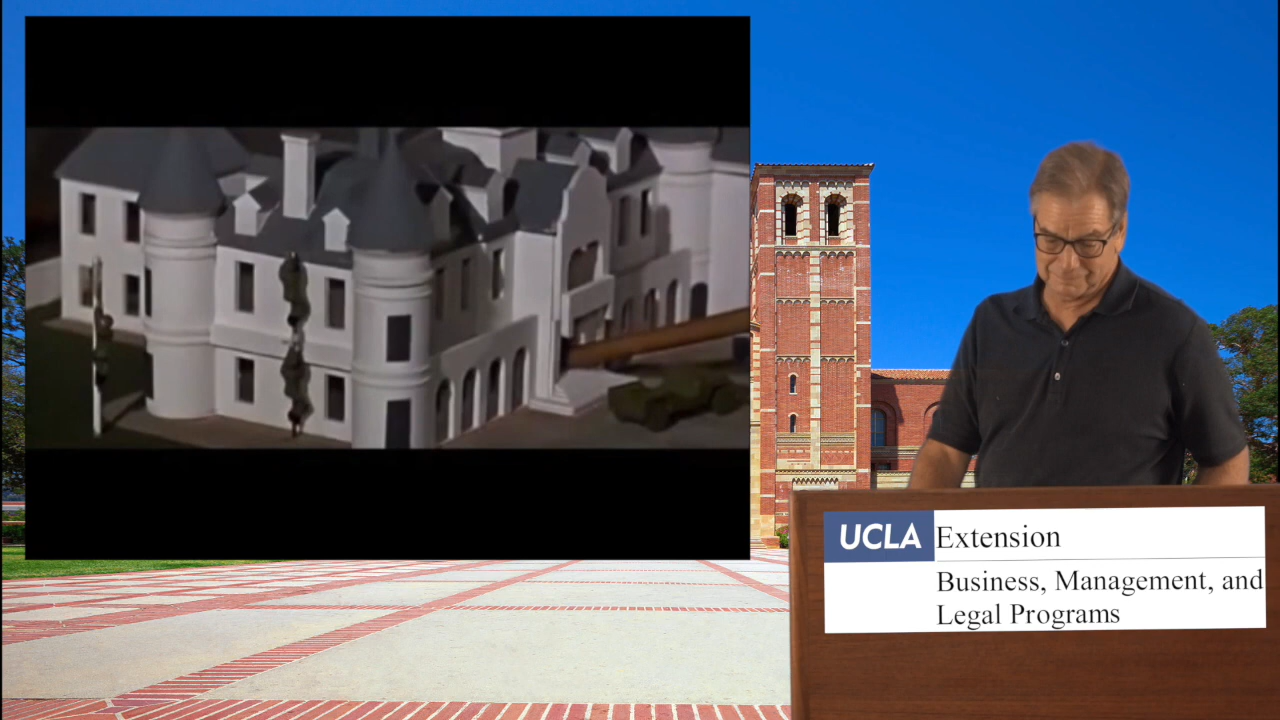 UCLA Extension
Business, Management, and
Legal Programs